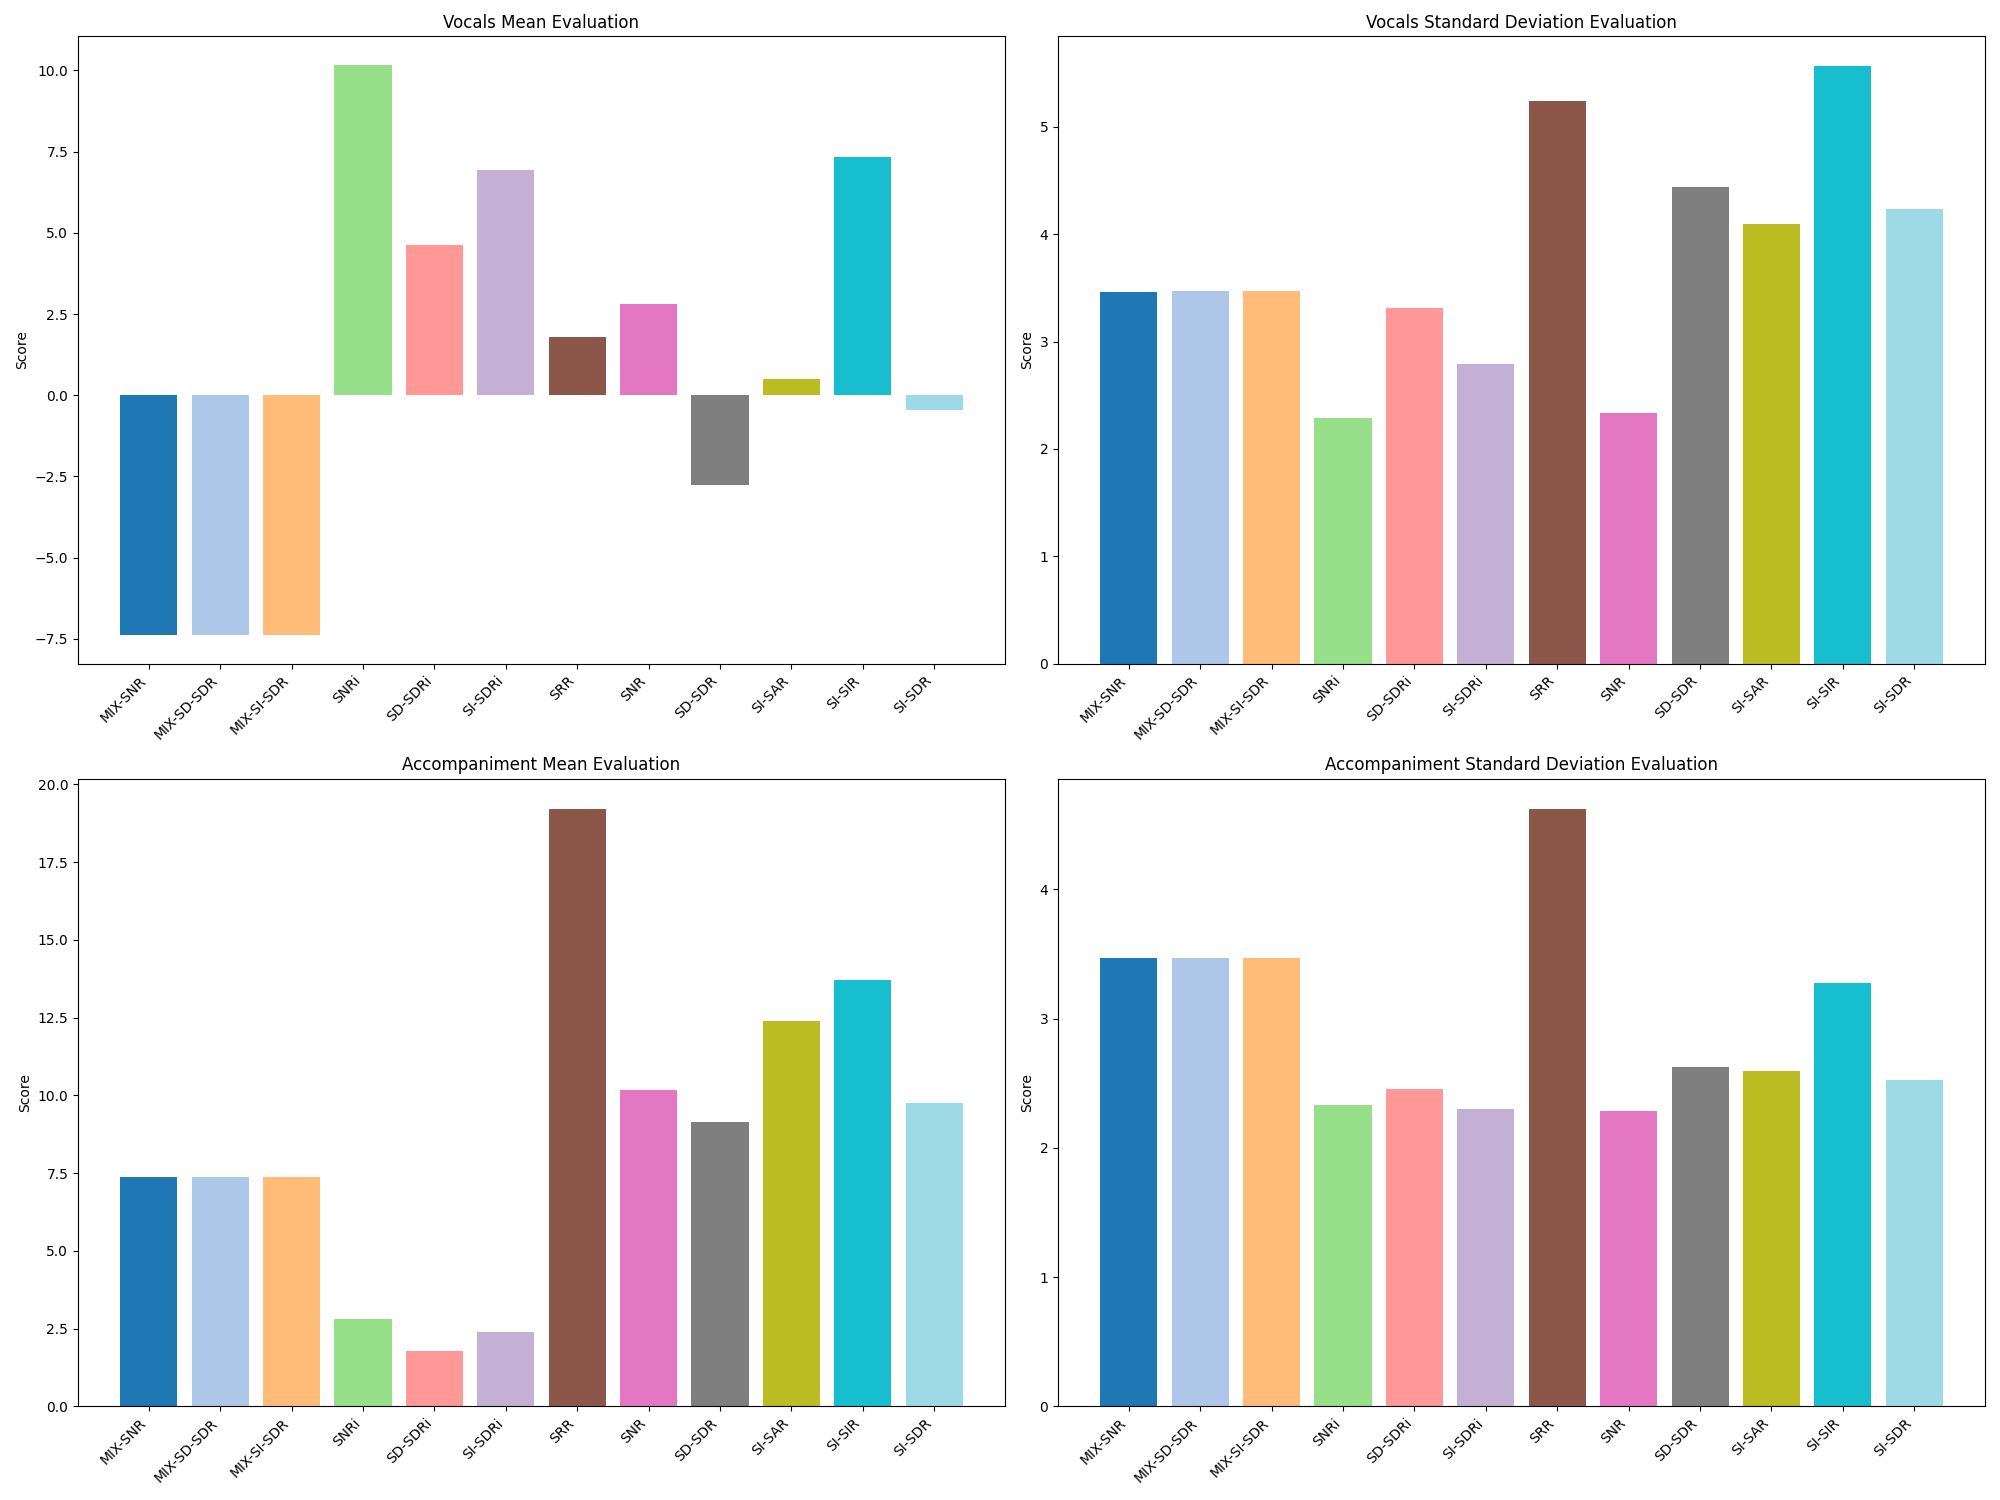 Vocals Mean Evaluation
Score
10.0
7.5
5.0
2.5
0.0
−2.5
−5.0
−7.5
MIX-SNR
MIX-SD-SDR
MIX-SI-SDR
SNRi
SD-SDRi
SI-SDRi
SRR
SNR
SD-SDR
SI-SAR
SI-SIR
SI-SDR
Vocals Standard Deviation Evaluation
Score
5
4
3
2
1
0
MIX-SNR
MIX-SD-SDR
MIX-SI-SDR
SNRi
SD-SDRi
SI-SDRi
SRR
SNR
SD-SDR
SI-SAR
SI-SIR
SI-SDR
Accompaniment Mean Evaluation
Score
20.0
17.5
15.0
12.5
10.0
7.5
5.0
2.5
0.0
MIX-SNR
MIX-SD-SDR
MIX-SI-SDR
SNRi
SD-SDRi
SI-SDRi
SRR
SNR
SD-SDR
SI-SAR
SI-SIR
SI-SDR
Accompaniment Standard Deviation Evaluation
Score
4
3
2
1
0
MIX-SNR
MIX-SD-SDR
MIX-SI-SDR
SNRi
SD-SDRi
SI-SDRi
SRR
SNR
SD-SDR
SI-SAR
SI-SIR
SI-SDR